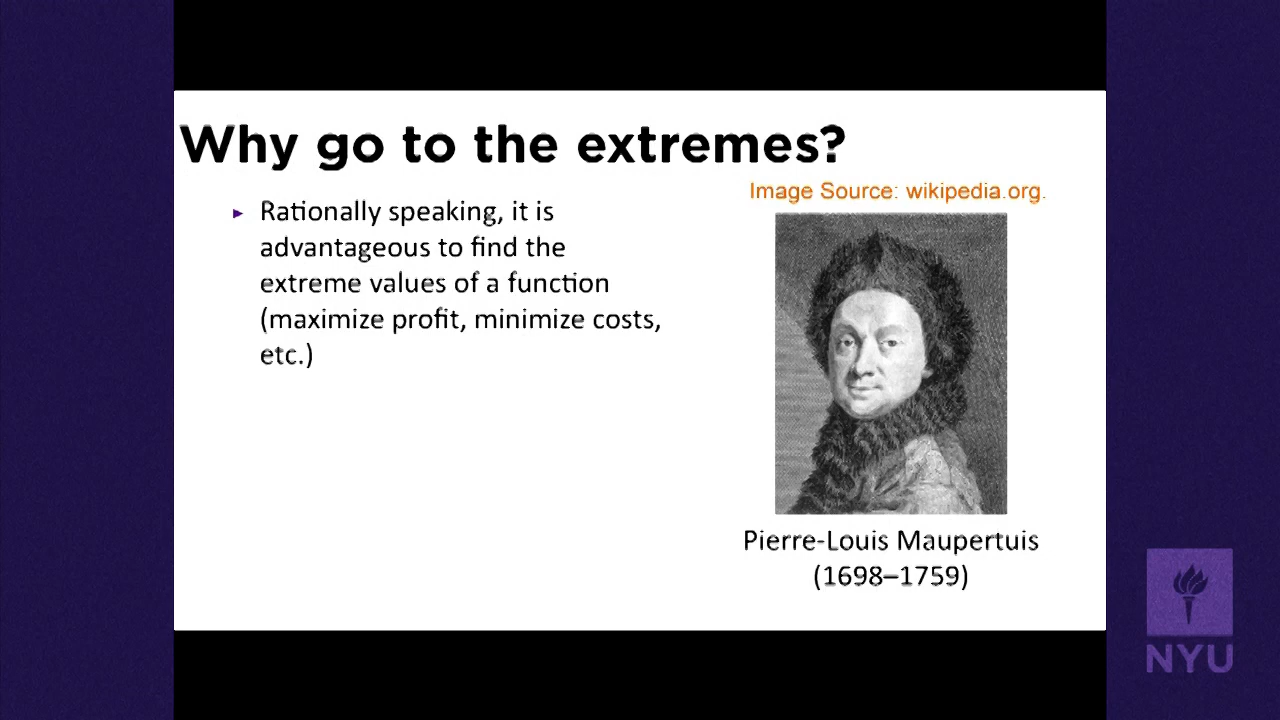 Why go to the extremes?
Image Source: wikipedia.org.
► Rationally speaking, it is
advantageous to find the
extreme values of a function
(maximize profit, minimize costs,
etc.)
Pierre-Louis Maupertuis
(1698–1759)
NYU